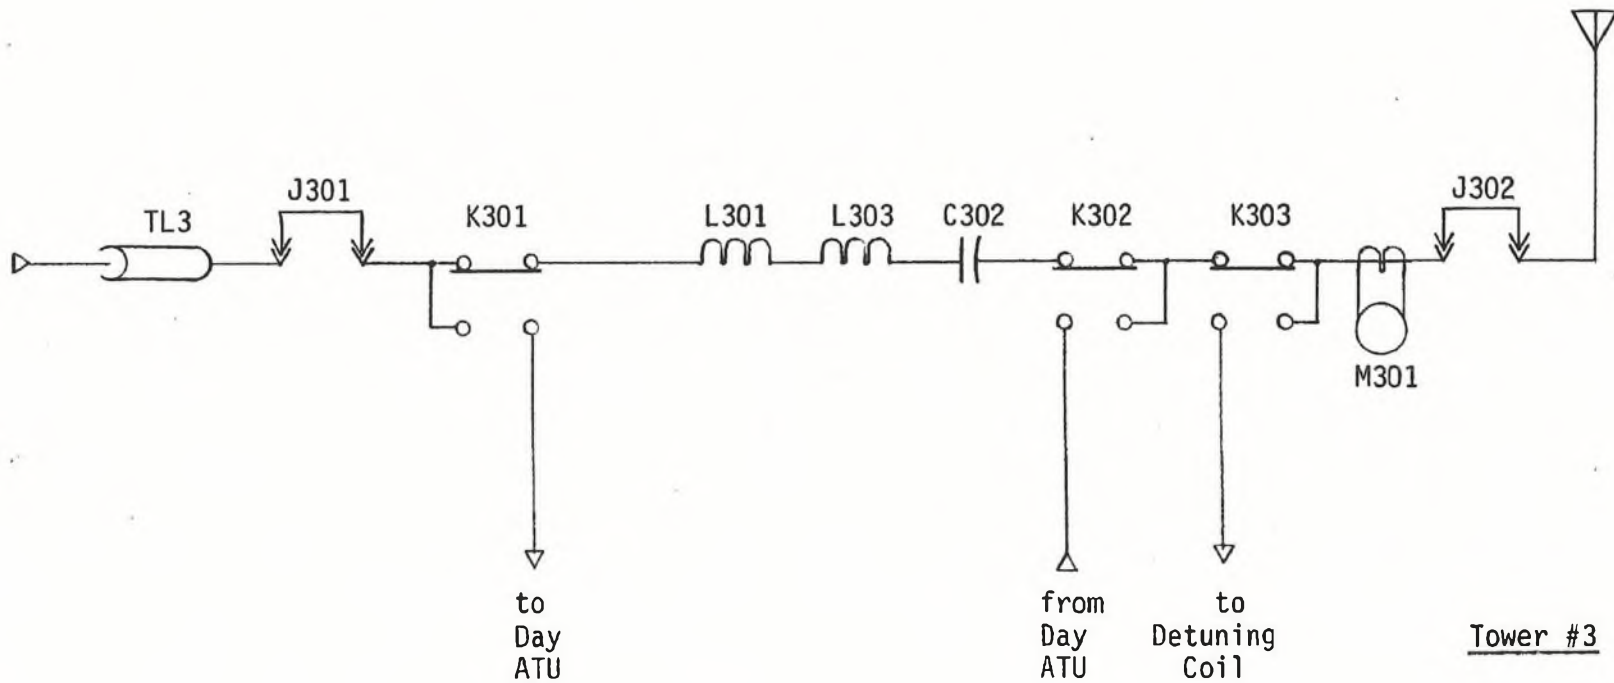 J301
J302
TL3
K301
L301
L303
C302
K302
K303
M301
to
Day
ATU
from
Day
ATU
to
Detuning
Coil
Tower #3